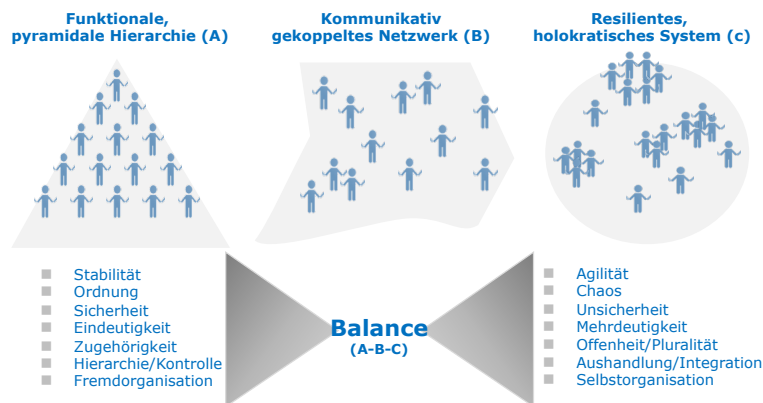 Funktionale,
pyramidale Hierarchie (A)
Kommunikativ
gekoppeltes Netzwerk (B)
Resilientes,
holokratisches System (c)
Stabilität
Ordnung
Sicherheit
Eindeutigkeit
Zugehörigkeit
Hierarchie/Kontrolle
Fremdorganisation
Balance
(A-B-C)
Agilität
Chaos
Unsicherheit
Mehrdeutigkeit
Offenheit/Pluralität
Aushandlung/Integration
Selbstorganisation